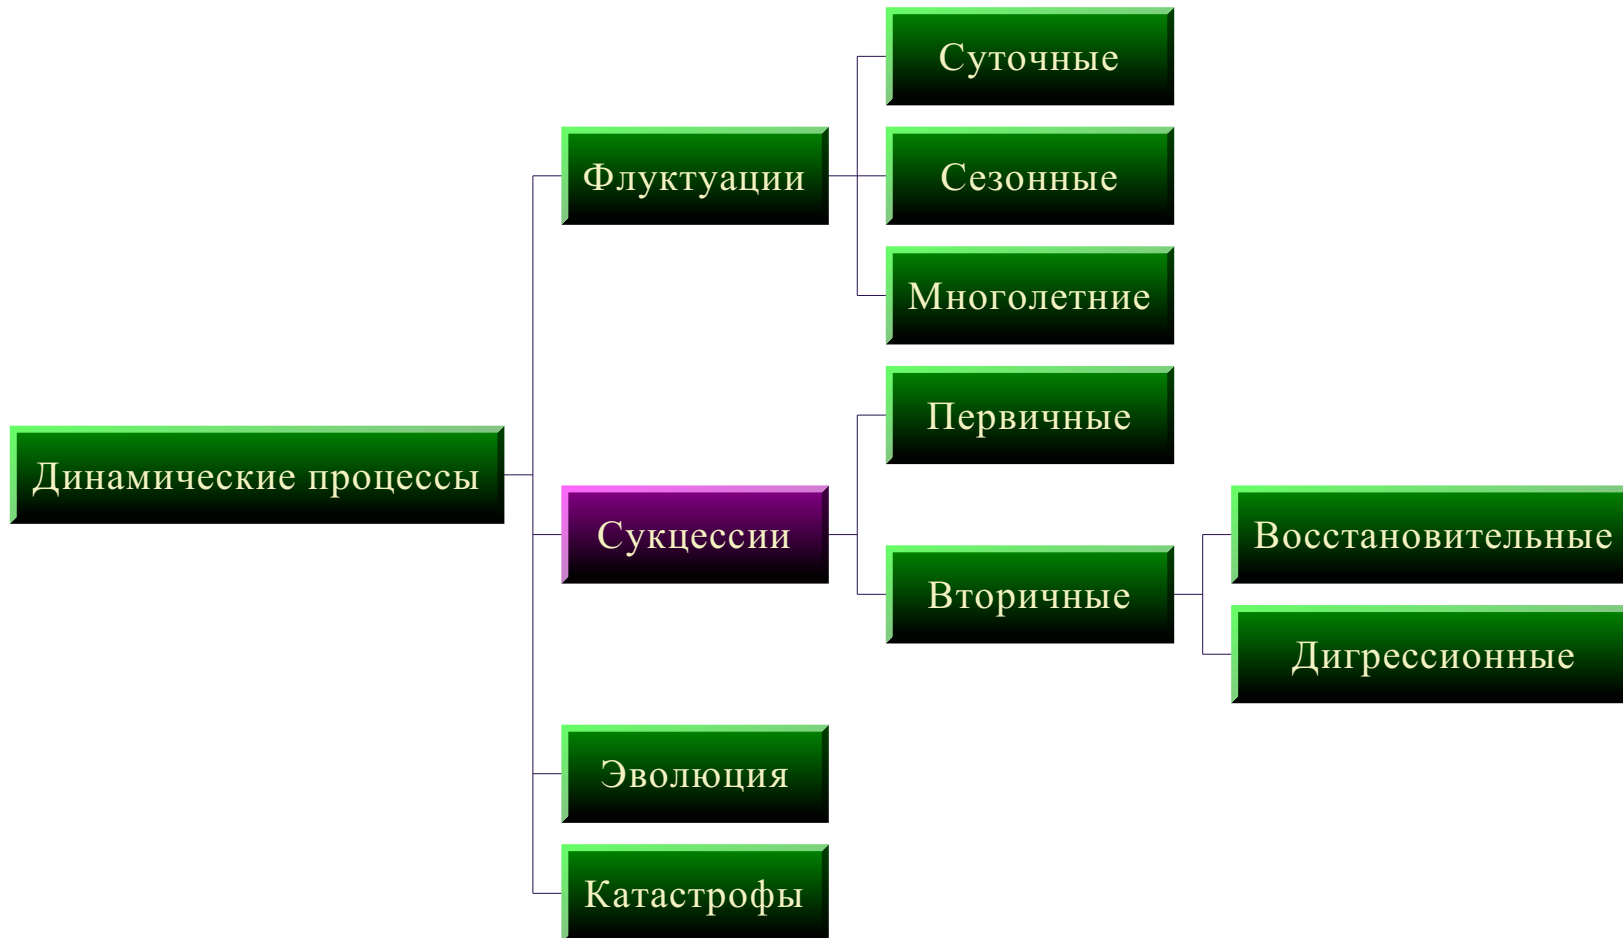 Динамические процессы
Флуктуации
Суточные
Сезонные
Многолетние
Сукцессии
Первичные
Вторичные
Восстановительные
Дигрессионные
Эволюция
Катастрофы